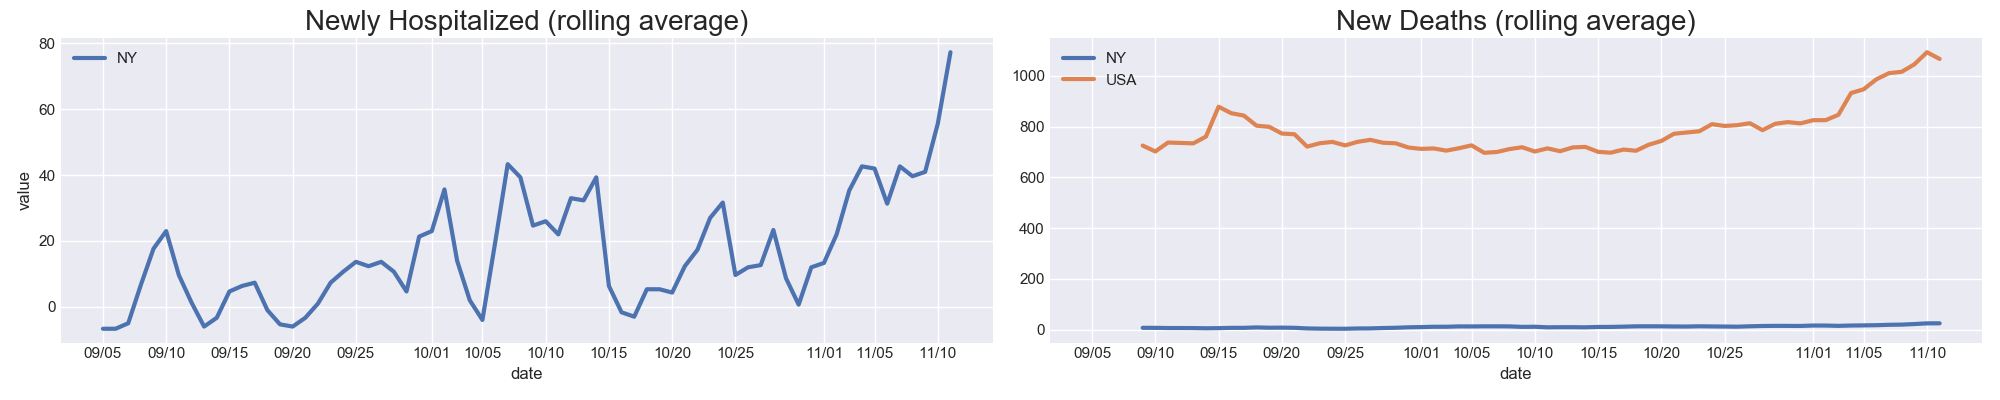 Newly Hospitalized (rolling average)
NY
80
60
40
20
0
value
09/05 09/10 09/15 09/20 09/25 10/01 10/05 10/10 10/15 10/20 10/25 11/01 11/05 11/10
date
New Deaths (rolling average)
NY
USA
1000
800
600
400
200
0
09/05 09/10 09/15 09/20 09/25 10/01 10/05 10/10 10/15 10/20 10/25 11/01 11/05 11/10
date